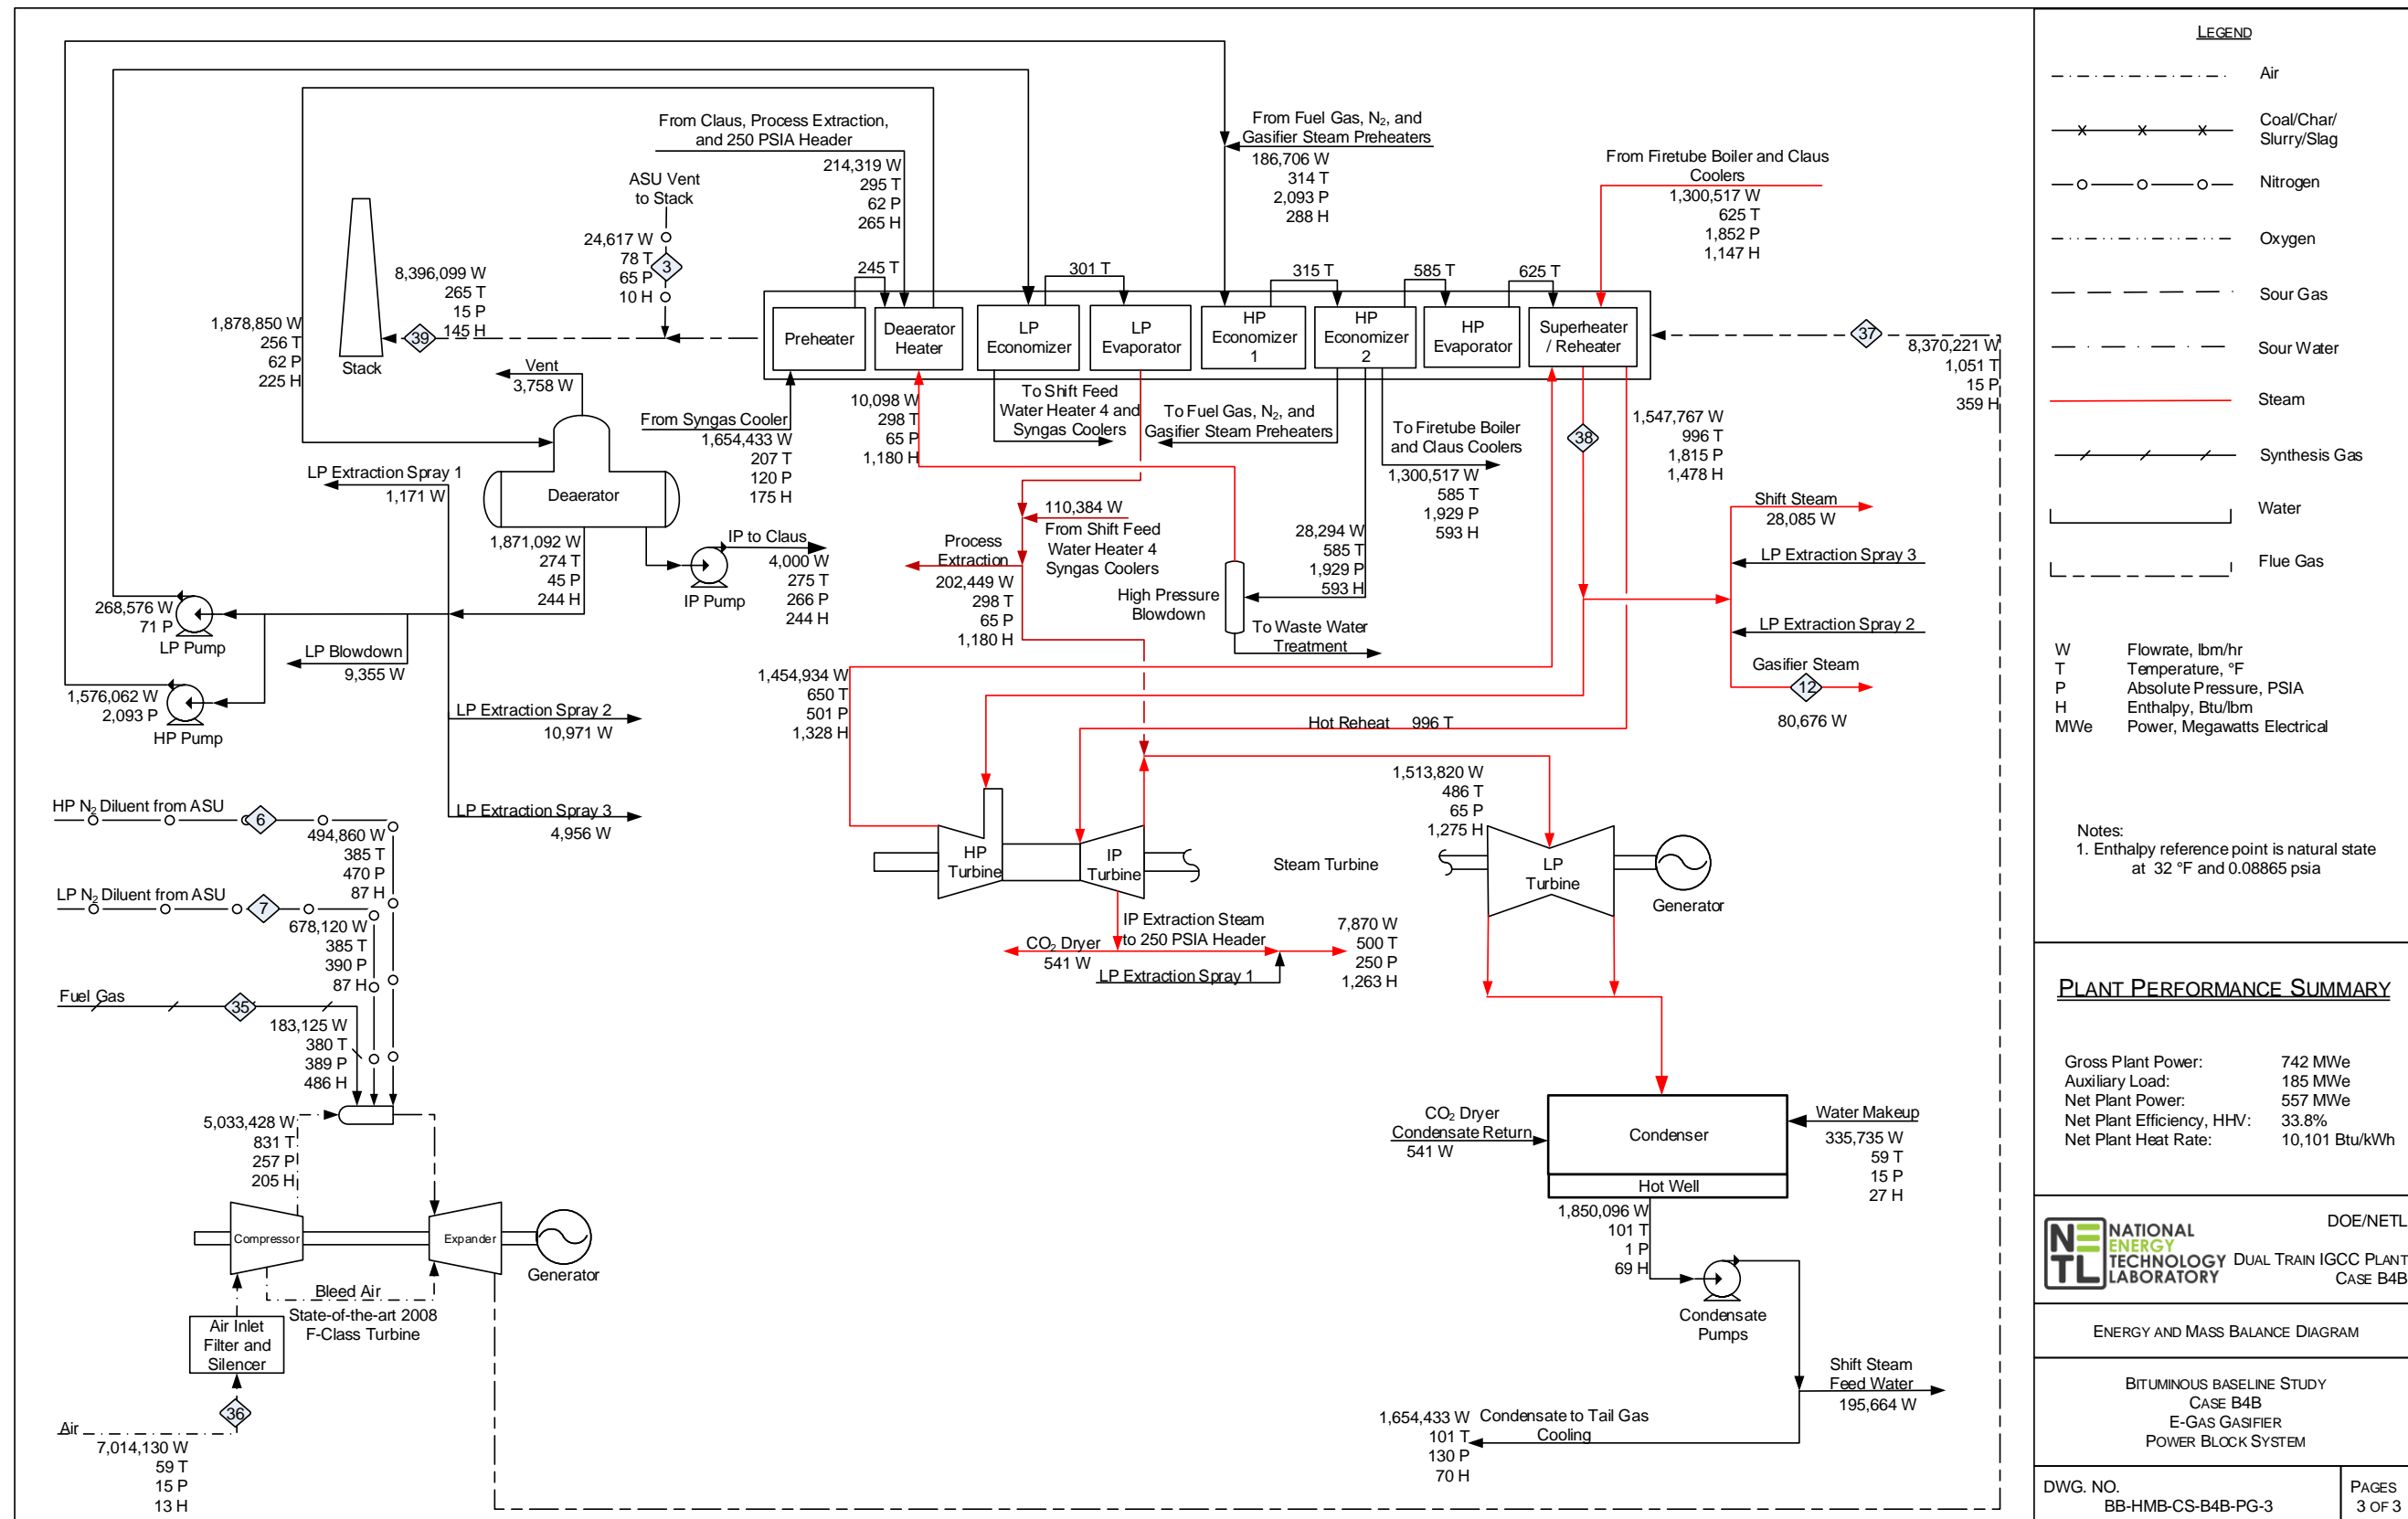 From Claus, Process Extraction,
and 250 PSIA Header
214,319 W
295 T
62 P
265 H
ASU Vent
to Stack
24,617 W
78 T
65 P
10 H
3
From Fuel Gas, N₂, and
Gasifier Steam Preheaters
186,706 W
314 T
2,093 P
288 H
From Firetube Boiler and Claus
Coolers
1,300,517 W
625 T
1,852 P
1,147 H
Stack
8,396,099 W
265 T
15 P
145 H
39
1,878,850 W
256 T
62 P
225 H
245 T
301 T
315 T
585 T
625 T
Preheater
Deaerator
Heater
LP
Economizer
LP
Evaporator
HP
Economizer
1
HP
Economizer
2
HP
Evaporator
Superheater
/ Reheater
37
8,370,221 W
1,051 T
15 P
359 H
Vent
3,758 W
Deaerator
LP Extraction Spray 1
1,171 W
From Syngas Cooler
1,654,433 W
207 T
120 P
175 H
10,098 W
298 T
65 P
1,180 H
To Shift Feed
Water Heater 4 and
Syngas Coolers
To Fuel Gas, N₂, and
Gasifier Steam Preheaters
To Firetube Boiler
and Claus Coolers
1,300,517 W
585 T
1,929 P
593 H
38
1,547,767 W
996 T
1,815 P
1,478 H
1,871,092 W
274 T
45 P
244 H
IP to Claus
4,000 W
275 T
266 P
244 H
IP Pump
Process
Extraction
202,449 W
298 T
65 P
1,180 H
110,384 W
From Shift Feed
Water Heater 4
Syngas Coolers
High Pressure
Blowdown
28,294 W
585 T
1,929 P
593 H
To Waste Water
Treatment
Shift Steam
28,085 W
LP Extraction Spray 3
LP Extraction Spray 2
Gasifier Steam
12
80,676 W
268,576 W
71 P
LP Pump
LP Blowdown
9,355 W
1,576,062 W
2,093 P
HP Pump
LP Extraction Spray 2
10,971 W
LP Extraction Spray 3
4,956 W
1,454,934 W
650 T
501 P
1,328 H
Hot Reheat 996 T
1,513,820 W
486 T
65 P
1,275 H
HP
Turbine
IP
Turbine
Steam Turbine
LP
Turbine
Generator
IP Extraction Steam
to 250 PSIA Header
CO₂ Dryer
541 W
LP Extraction Spray 1
7,870 W
500 T
250 P
1,263 H
HP N₂ Diluent from ASU
6
494,860 W
385 T
470 P
87 H
LP N₂ Diluent from ASU
7
678,120 W
385 T
390 P
87 H
Fuel Gas
35
183,125 W
380 T
389 P
486 H
5,033,428 W
831 T
257 P
205 H
Compressor
Expander
Generator
Bleed Air
State-of-the-art 2008
F-Class Turbine
Air Inlet
Filter and
Silencer
36
Air
7,014,130 W
59 T
15 P
13 H
CO₂ Dryer
Condensate Return
541 W
Condenser
Hot Well
Water Makeup
335,735 W
59 T
15 P
27 H
1,850,096 W
101 T
1 P
69 H
Condensate
Pumps
Shift Steam
Feed Water
195,664 W
1,654,433 W
101 T
130 P
70 H
Condensate to Tail Gas
Cooling
LEGEND
Air
Coal/Char/
Slurry/Slag
Nitrogen
Oxygen
Sour Gas
Sour Water
Steam
Synthesis Gas
Water
Flue Gas
W Flowrate, lbm/hr
T Temperature, °F
P Absolute Pressure, PSIA
H Enthalpy, Btu/lbm
MWe Power, Megawatts Electrical
Notes:
1. Enthalpy reference point is natural state
at 32 °F and 0.08865 psia
PLANT PERFORMANCE SUMMARY
Gross Plant Power: 742 MWe
Auxiliary Load: 185 MWe
Net Plant Power: 557 MWe
Net Plant Efficiency, HHV: 33.8%
Net Plant Heat Rate: 10,101 Btu/kWh
NETL
NATIONAL
ENERGY
TECHNOLOGY
LABORATORY
DOE/NETL
DUAL TRAIN IGCC PLANT
CASE B4B
ENERGY AND MASS BALANCE DIAGRAM
BITUMINOUS BASELINE STUDY
CASE B4B
E-GAS GASIFIER
POWER BLOCK SYSTEM
DWG. NO.
BB-HMB-CS-B4B-PG-3
PAGES
3 OF 3